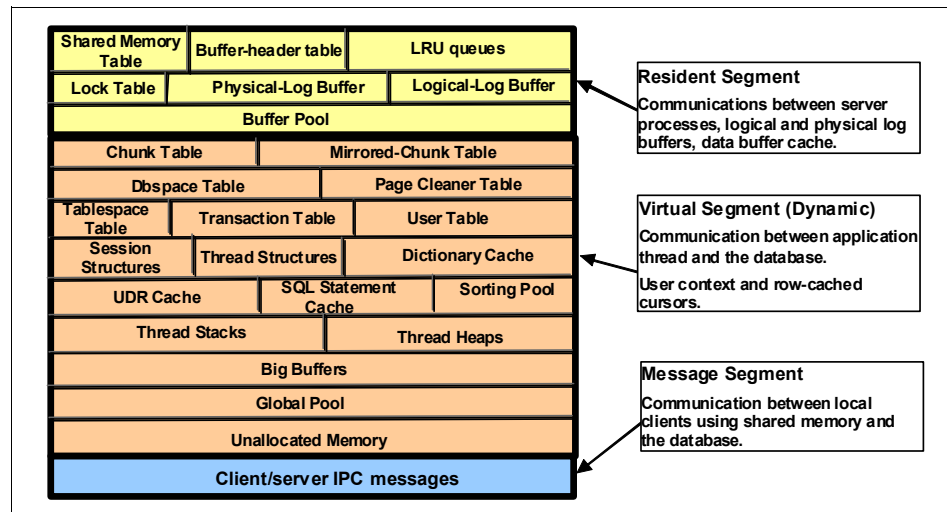 Shared Memory
Table
Buffer-header table
LRU queues
Lock Table
Physical-Log Buffer
Logical-Log Buffer
Buffer Pool
Chunk Table
Mirrored-Chunk Table
Dbspace Table
Page Cleaner Table
Tablespace
Table
Transaction Table
User Table
Session
Structures
Thread Structures
Dictionary Cache
UDR Cache
SQL Statement
Cache
Sorting Pool
Thread Stacks
Thread Heaps
Big Buffers
Global Pool
Unallocated Memory
Client/server IPC messages
Resident Segment
Communications between server
processes, logical and physical log
buffers, data buffer cache.
Virtual Segment (Dynamic)
Communication between application
thread and the database.
User context and row-cached
cursors.
Message Segment
Communication between local
clients using shared memory and
the database.